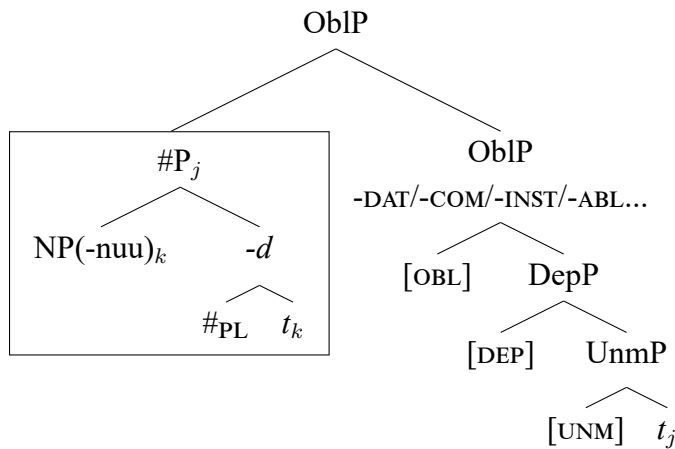 OblP
#Pⱼ OblP
-DAT/-COM/-INST/-ABL...
NP(-nuu)ₖ -d [OBL] DepP
#PL tₖ [DEP] UnmP
[UNM] tⱼ